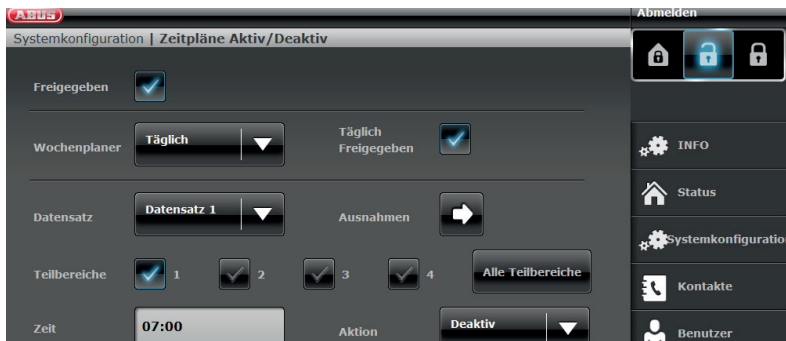 ABUS
Abmelden
Systemkonfiguration | Zeitpläne Aktiv/Deaktiv
Freigegeben
Wochenplaner Täglich Täglich Freigegeben
Datensatz Datensatz 1 Ausnahmen
Teilbereiche 1 2 3 4 Alle Teilbereiche
Zeit 07:00 Aktion Deaktiv
INFO
Status
Systemkonfiguratio
Kontakte
Benutzer